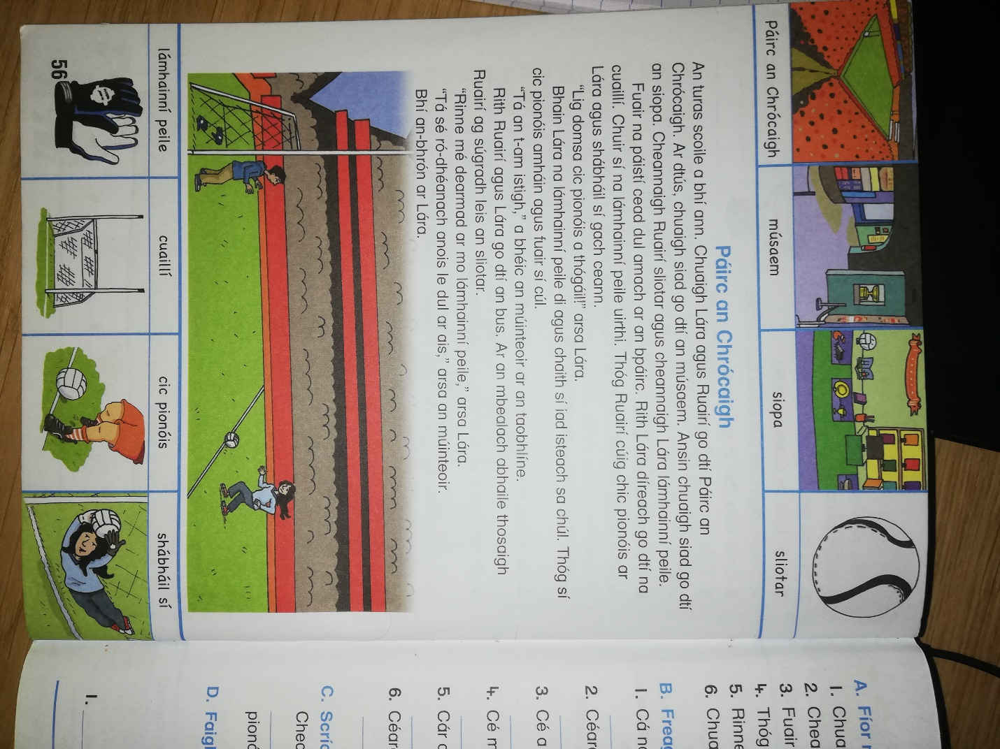 Páirc an Chrócaigh
músaem
siopa
sliotar
Páirc an Chrócaigh
An turas scoile a bhí ann. Chuaigh Lára agus Ruairí go dtí Páirc an
Chrócaigh. Ar dtús, chuaigh siad go dtí an músaem. Ansin chuaigh siad go dtí
an siopa. Cheannaigh Ruairí sliotar agus cheannaigh Lára lámhainní peile.
Fuair na páistí cead dul amach ar an bpáirc. Rith Lára díreach go dtí na
cuaillí. Chuir sí na lámhainní peile uirthi. Thóg Ruairí cúig chic pionóis ar
Lára agus shábháil sí gach ceann.
“Lig domsa cic pionóis a thógáil!” arsa Lára.
Bhain Lára na lámhainní peile di agus chaith sí iad isteach sa chúl. Thóg sí
cic pionóis amháin agus fuair sí cúl.
“Tá an t-am istigh,” a bhéic an múinteoir ar an taobhlíne.
Rith Ruairí agus Lára go dtí an bus. Ar an mbealach abhaile thosaigh
Ruairí ag súgradh leis an sliotar.
“Rinne mé dearmad ar mo lámhainní peile,” arsa Lára.
“Tá sé ró-dhéanach anois le dul ar ais,” arsa an múinteoir.
Bhí an-bhrón ar Lára.
lámhainní peile
cuaillí
cic pionóis
shábháil sí
56
A. Fíor
1. Chua
2. Chea
3. Fuair
4. Thóg
5. Rinne
6. Chua
B. Freag
1. Cá
2. Céar
3. Cé a
4. Cé
5. Cár
6. Céar
C. Scrí
Chea
pionó
D. Faigh
1.